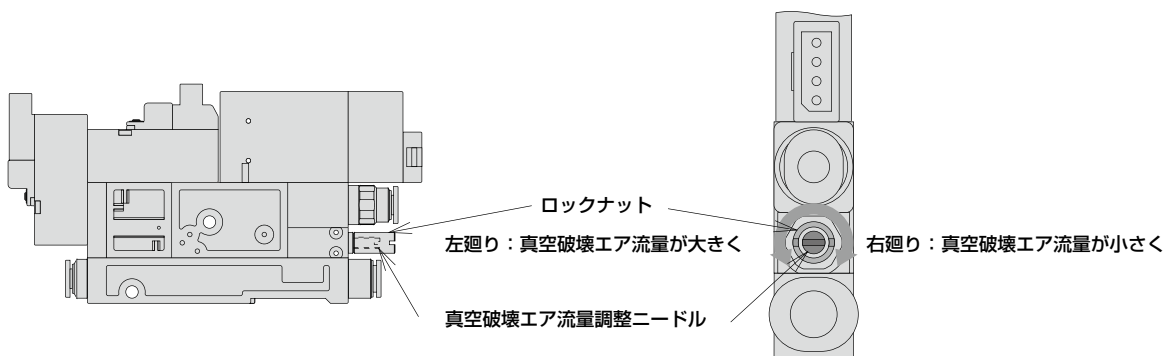 ロックナット
左廻り：真空破壊エア流量が大きく
右廻り：真空破壊エア流量が小さく
真空破壊エア流量調整ニードル